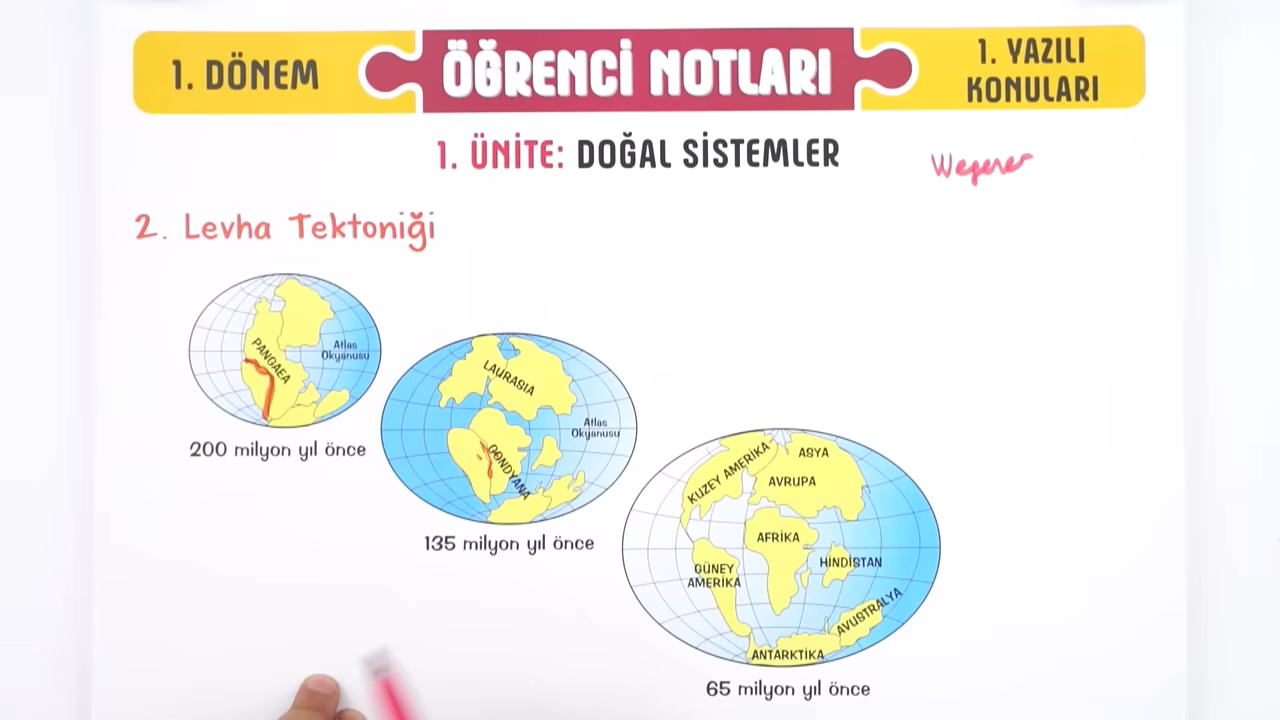 1. DÖNEM
ÖĞRENCİ NOTLARI
1. YAZILI
KONULARI
1. ÜNİTE: DOĞAL SİSTEMLER
Wegener
2. Levha Tektoniği
PANGAEA
Atlas
Okyanusu
200 milyon yıl önce
LAURASIA
Atlas
Okyanusu
GONDVANA
135 milyon yıl önce
KUZEY AMERIKA
ASYA
AVRUPA
AFRİKA
GÜNEY
AMERİKA
HİNDİSTAN
AVUSTRALYA
ANTARKTİKA
65 milyon yıl önce